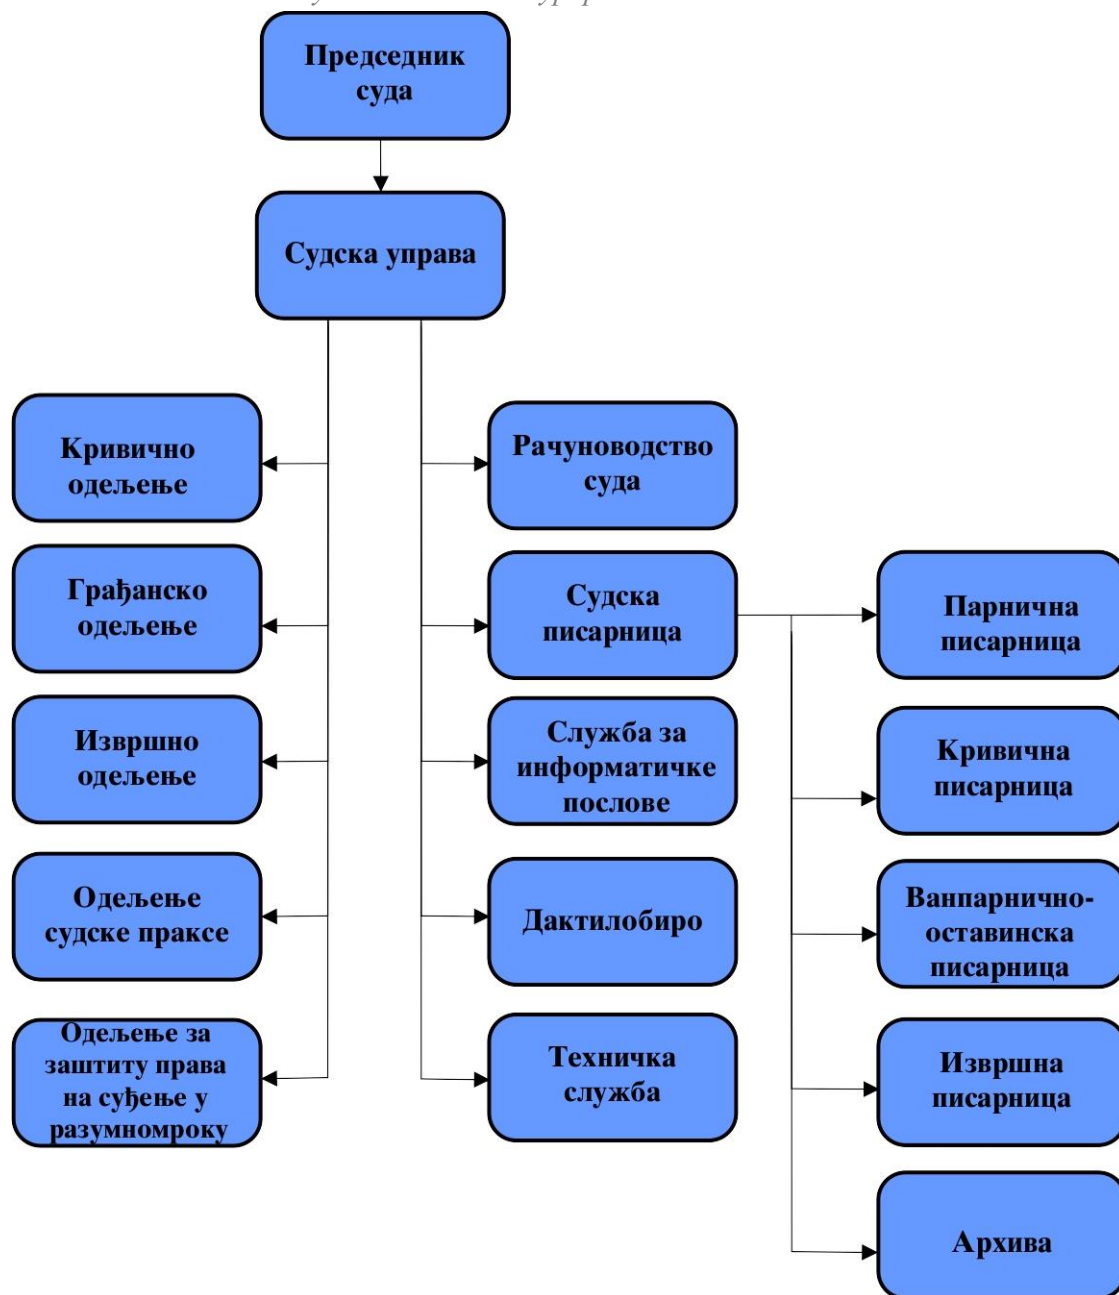 Председник
суда
Судска управа
Кривично
одељење
Грађанско
одељење
Извршно
одељење
Одељење
судске праксе
Одељење за
заштиту права
на суђење у
разумномроку
Рачуноводство
суда
Судска
писарница
Служба за
информатичке
послове
Дактилобиро
Техничка
служба
Парнична
писарница
Кривична
писарница
Ванпарнично-
оставинска
писарница
Извршна
писарница
Архива